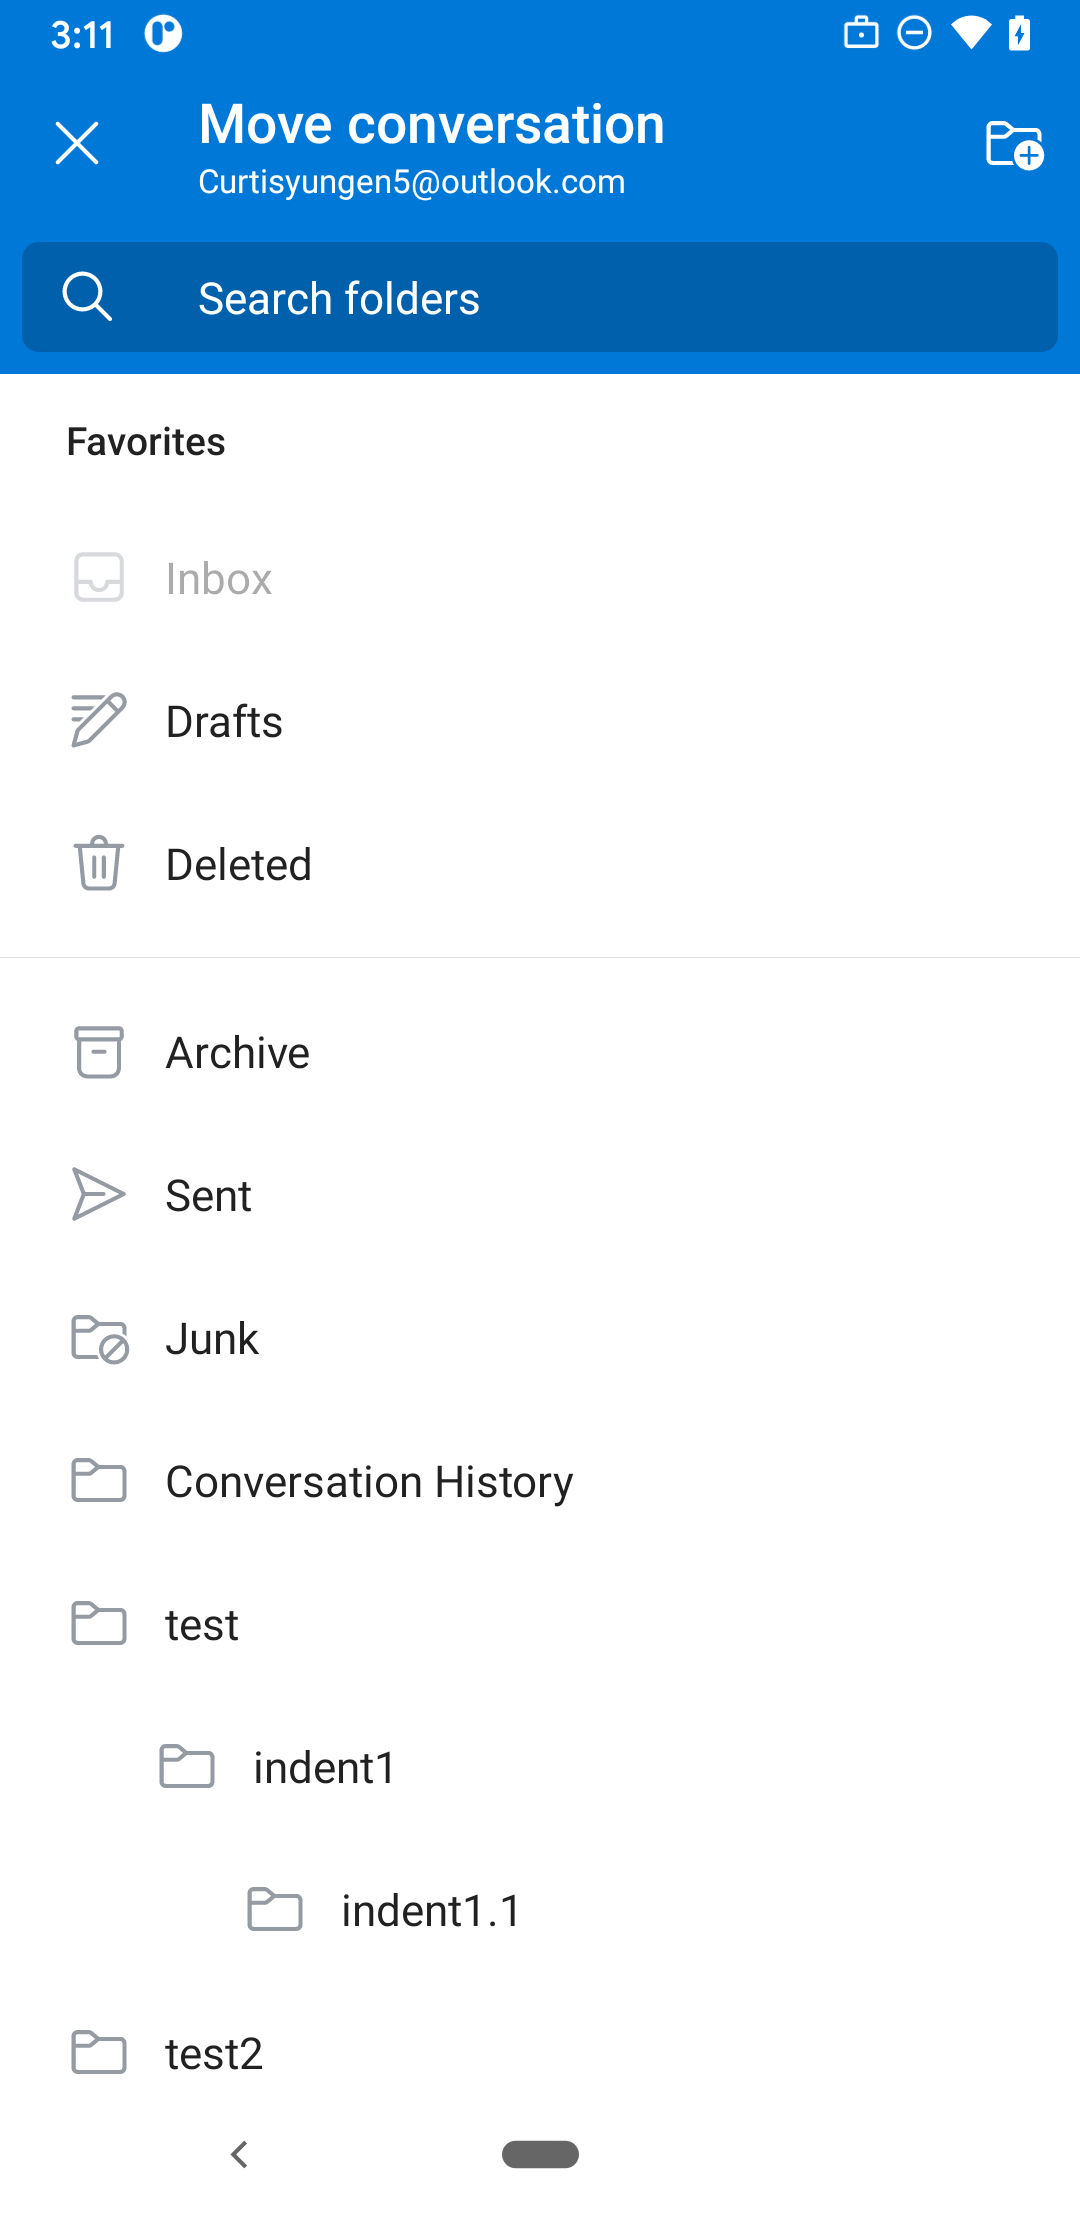 3:11
Move conversation
Curtisyungen5@outlook.com
Search folders
Favorites
Inbox
Drafts
Deleted
Archive
Sent
Junk
Conversation History
test
indent1
indent1.1
test2